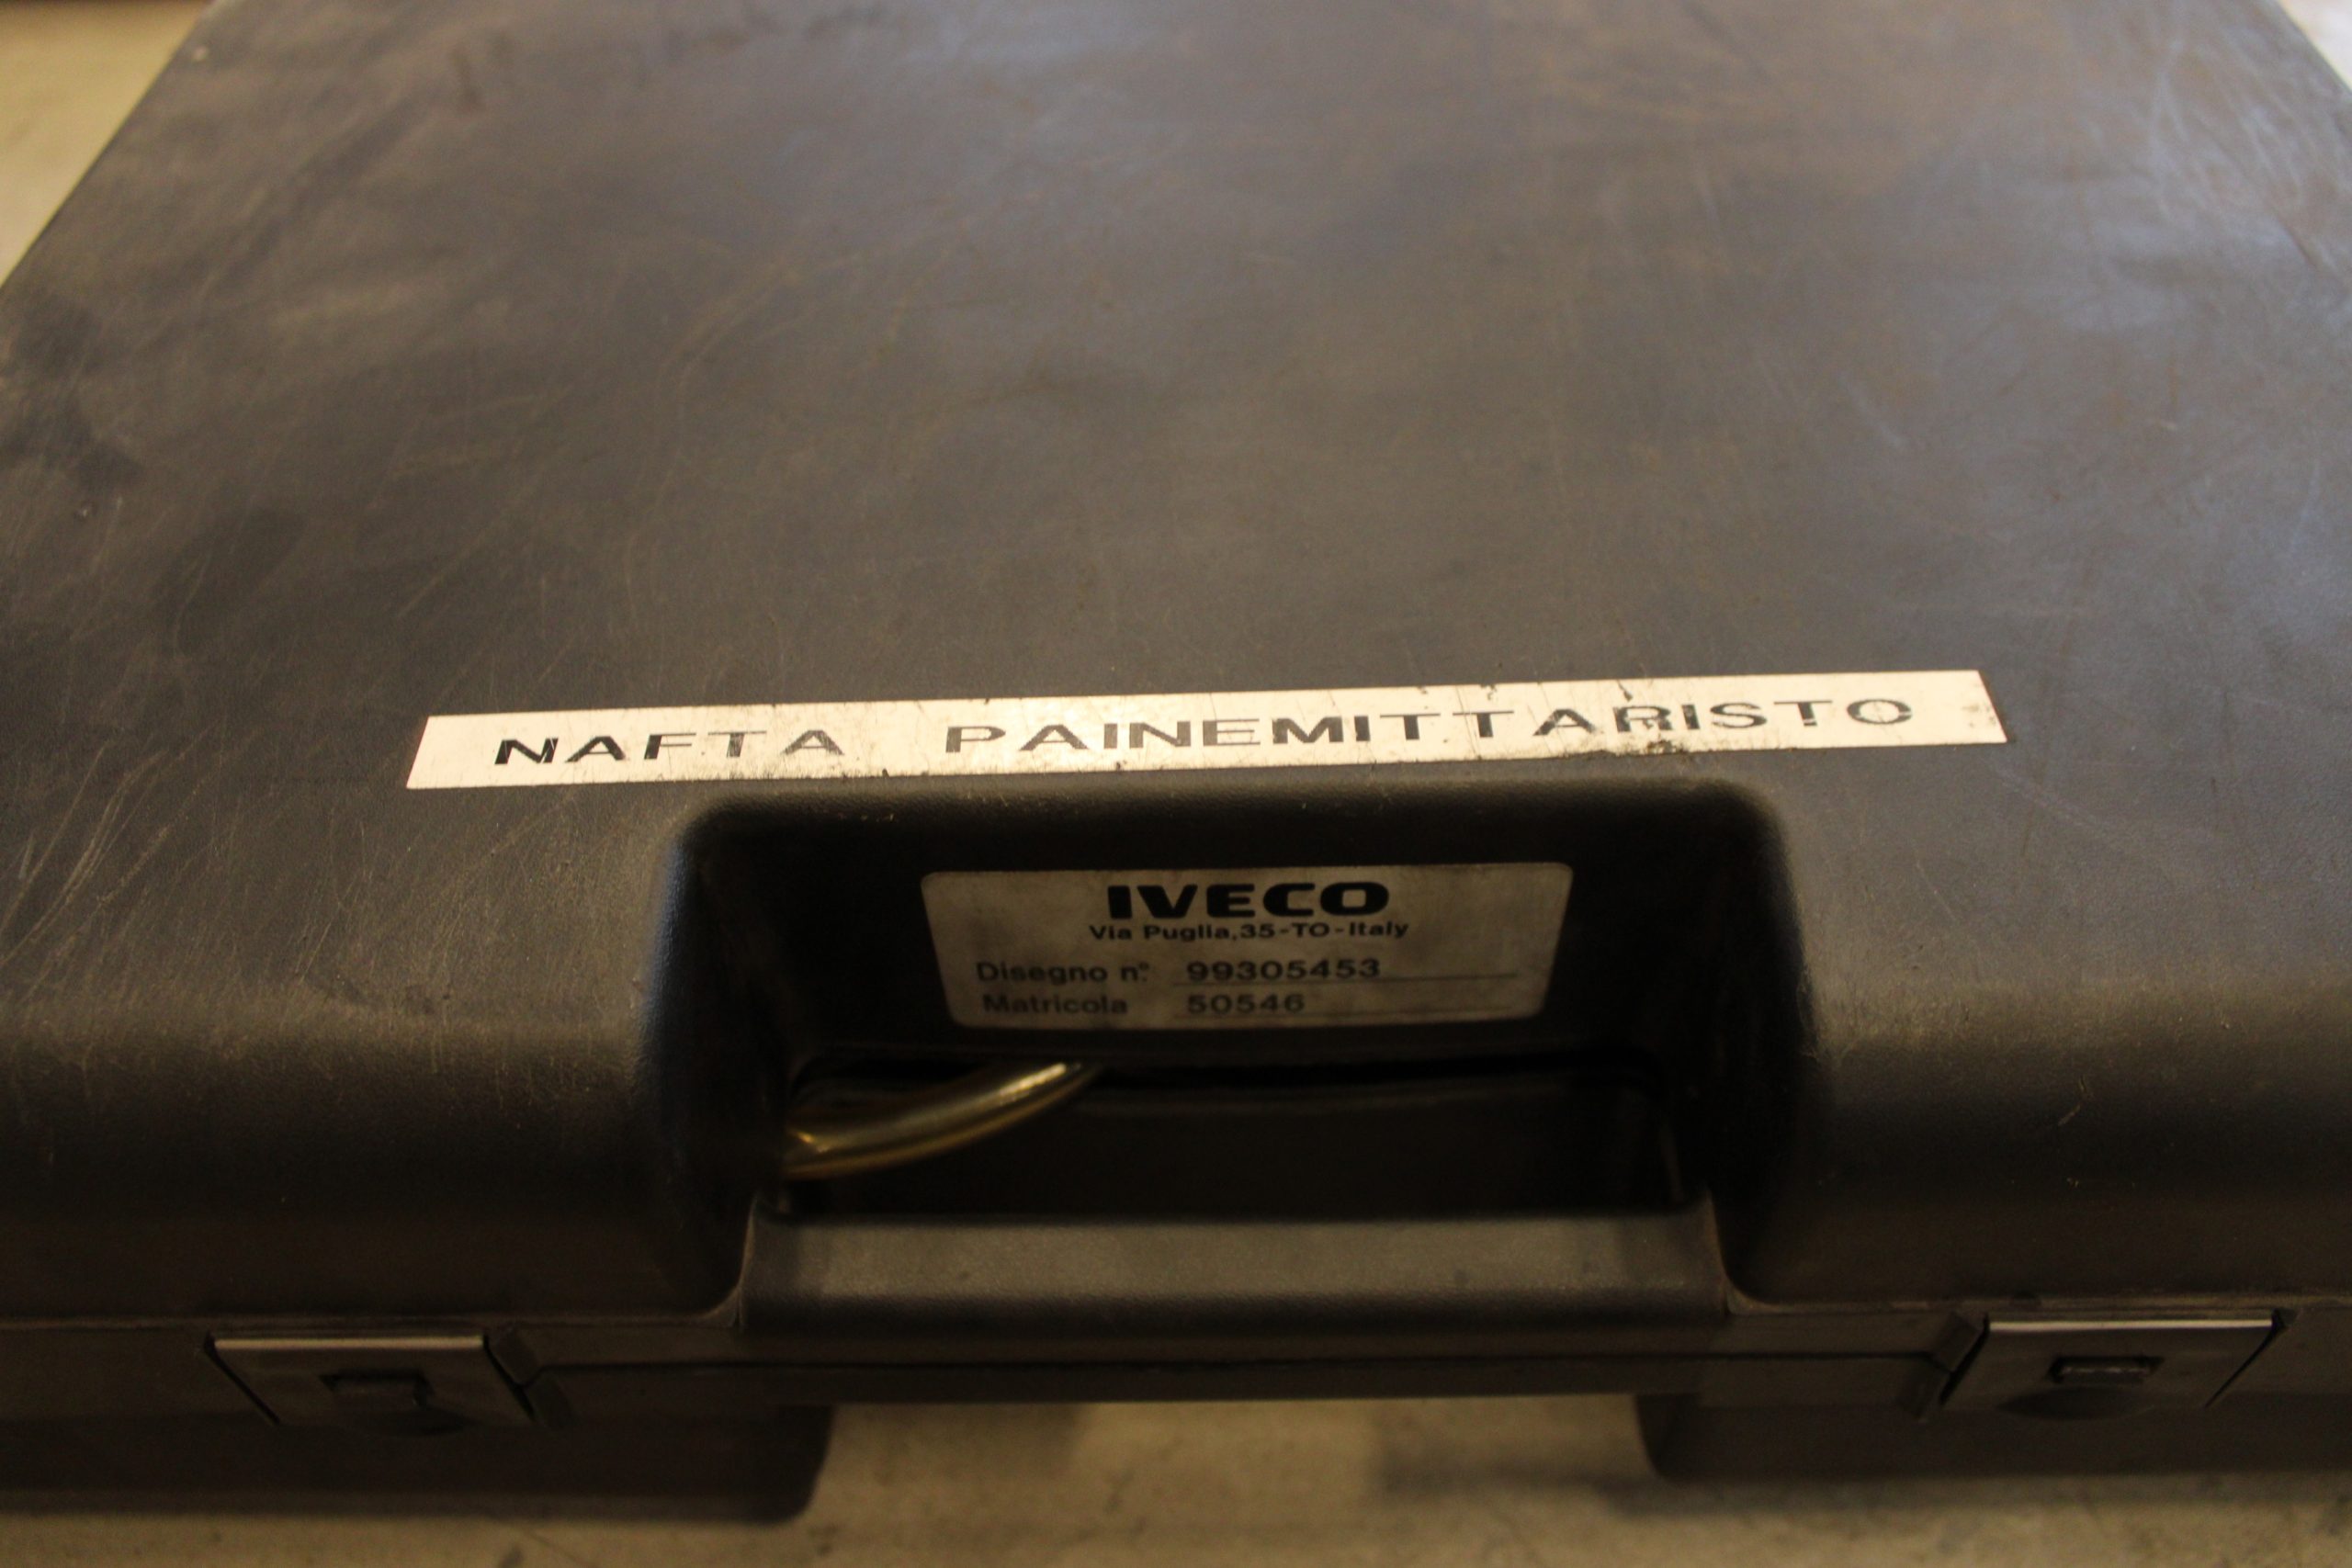 NAFTA PAINEMITTARISTO
IVECO
Via Puglia,35-TO-Italy
Disegno n° 99305453
Matricola 50546